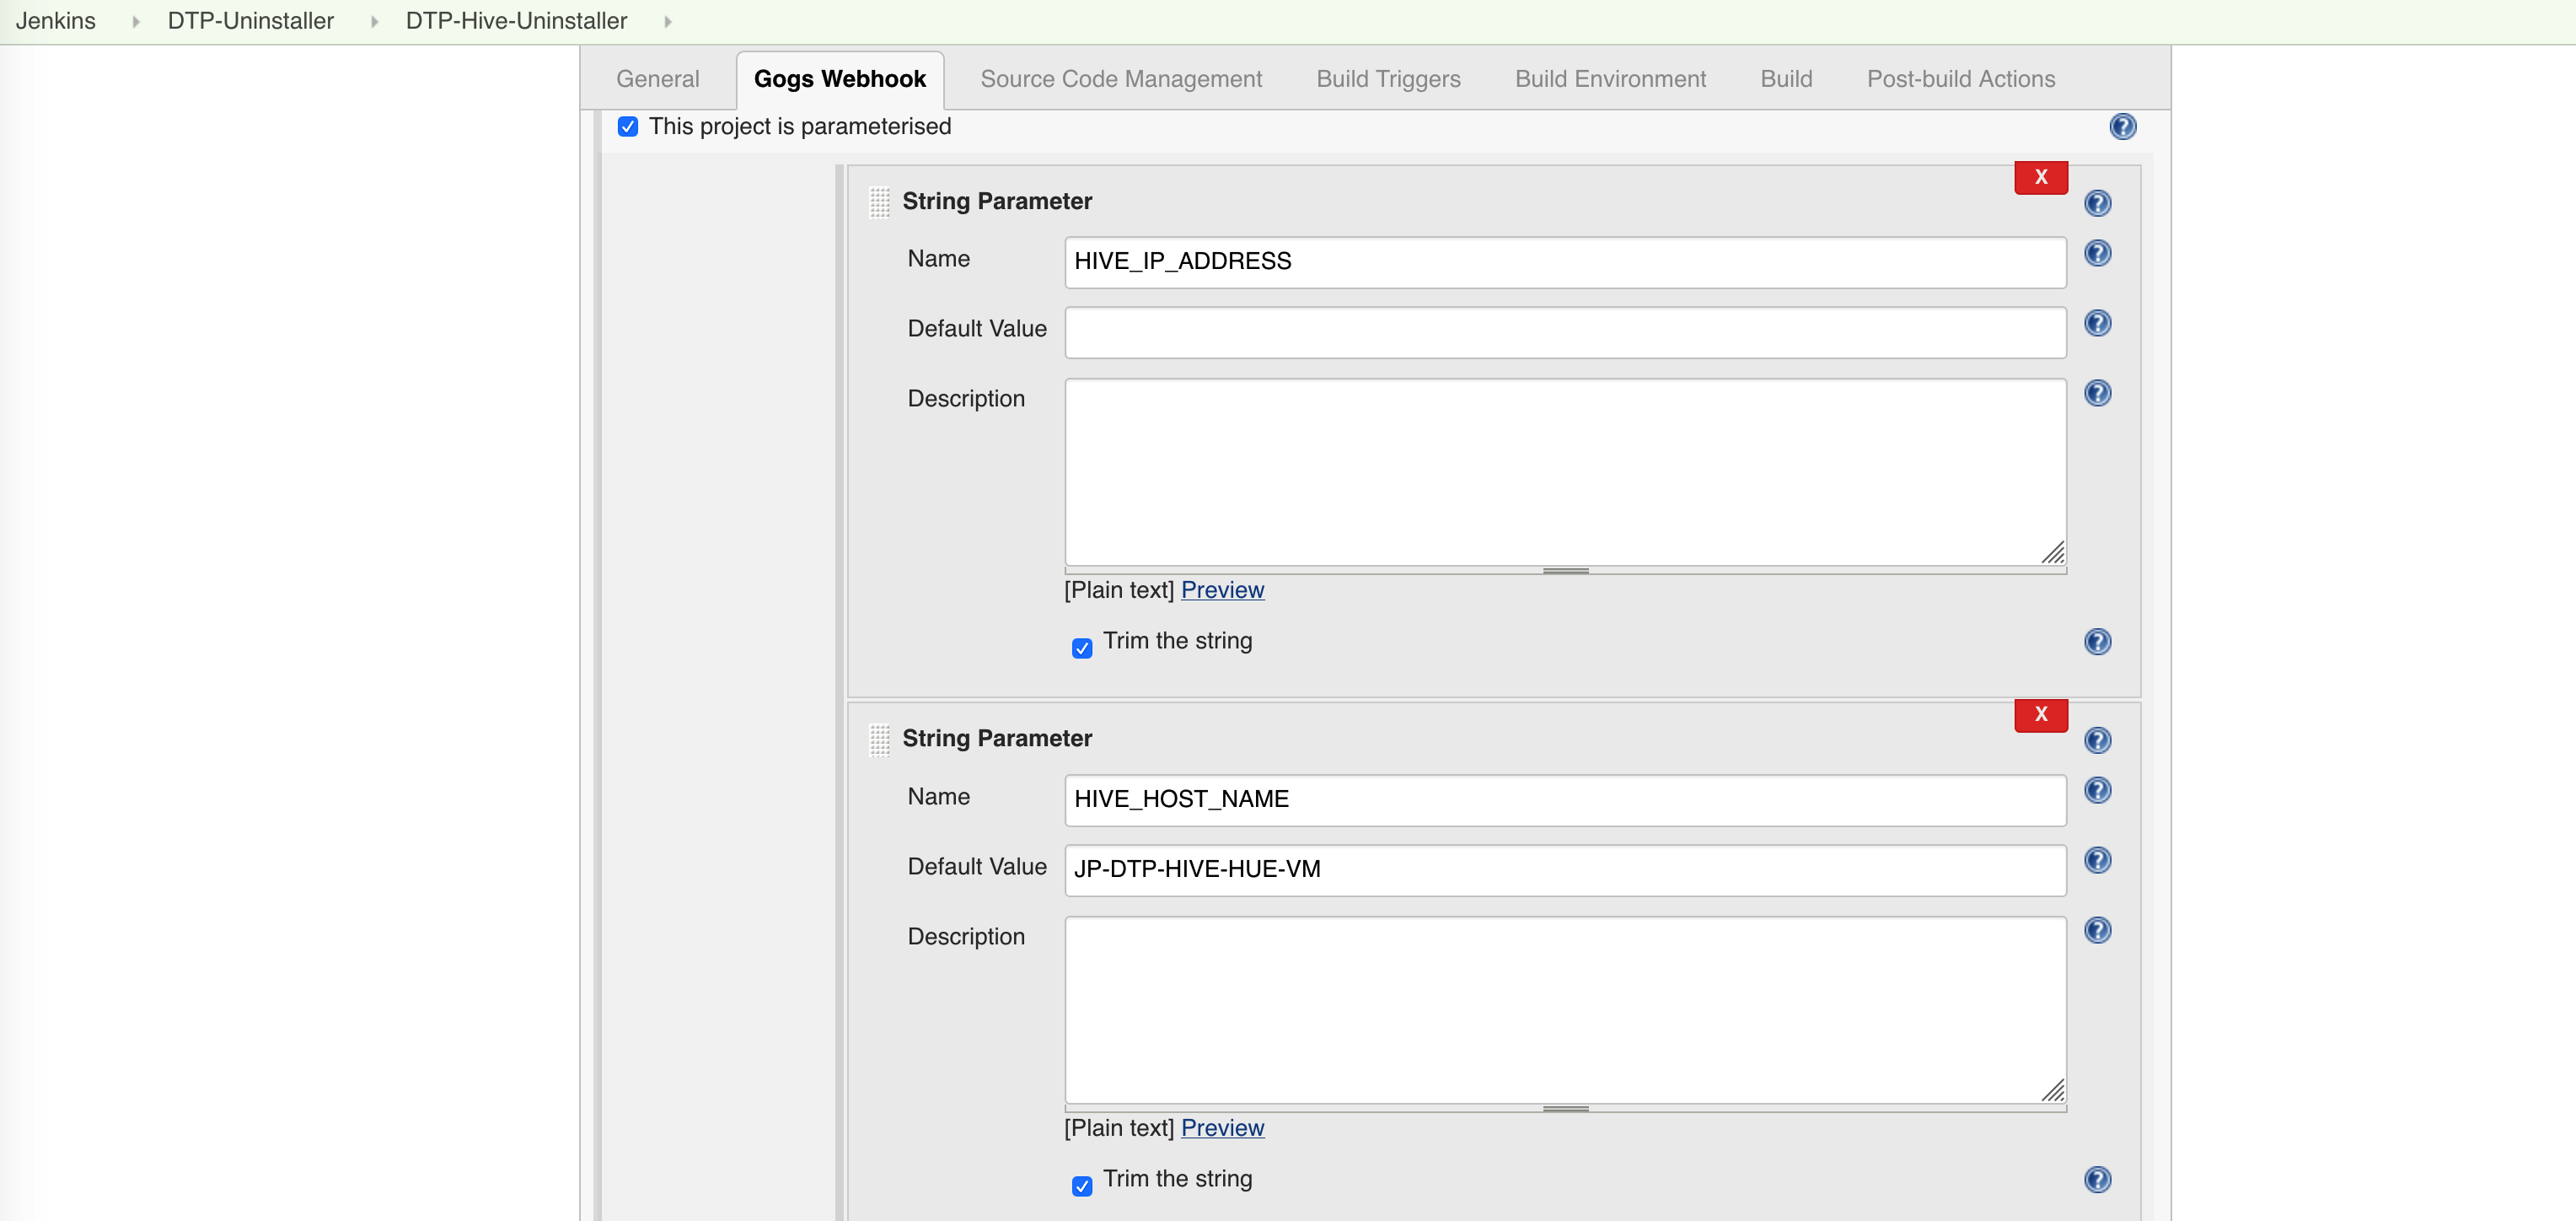 Jenkins DTP-Uninstaller DTP-Hive-Uninstaller
General Gogs Webhook Source Code Management Build Triggers Build Environment Build Post-build Actions
This project is parameterised
X
String Parameter
Name HIVE_IP_ADDRESS
Default Value
Description
[Plain text] Preview
Trim the string
X
String Parameter
Name HIVE_HOST_NAME
Default Value JP-DTP-HIVE-HUE-VM
Description
[Plain text] Preview
Trim the string